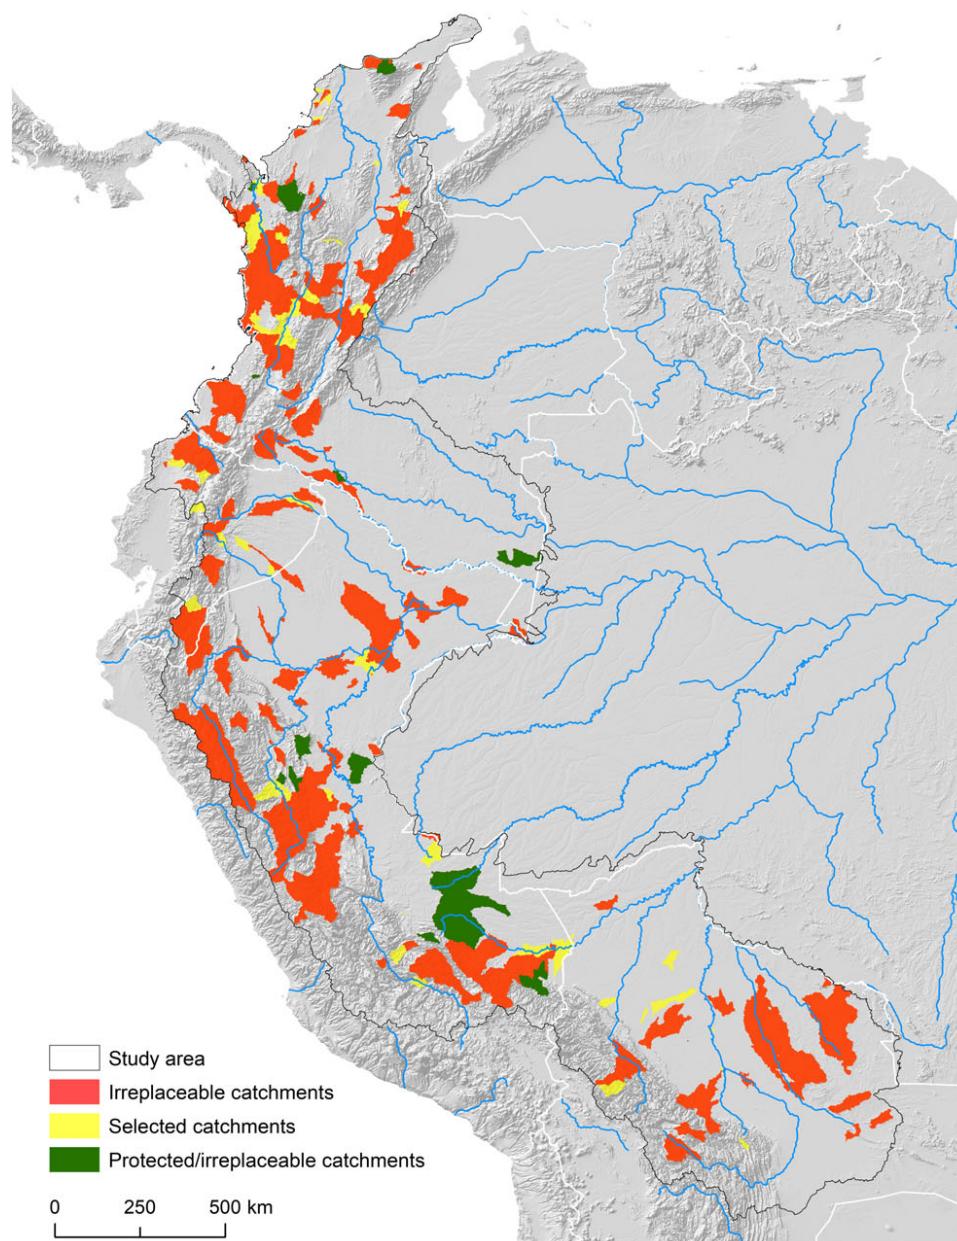 Study area
Irreplaceable catchments
Selected catchments
Protected/irreplaceable catchments
0 250 500 km